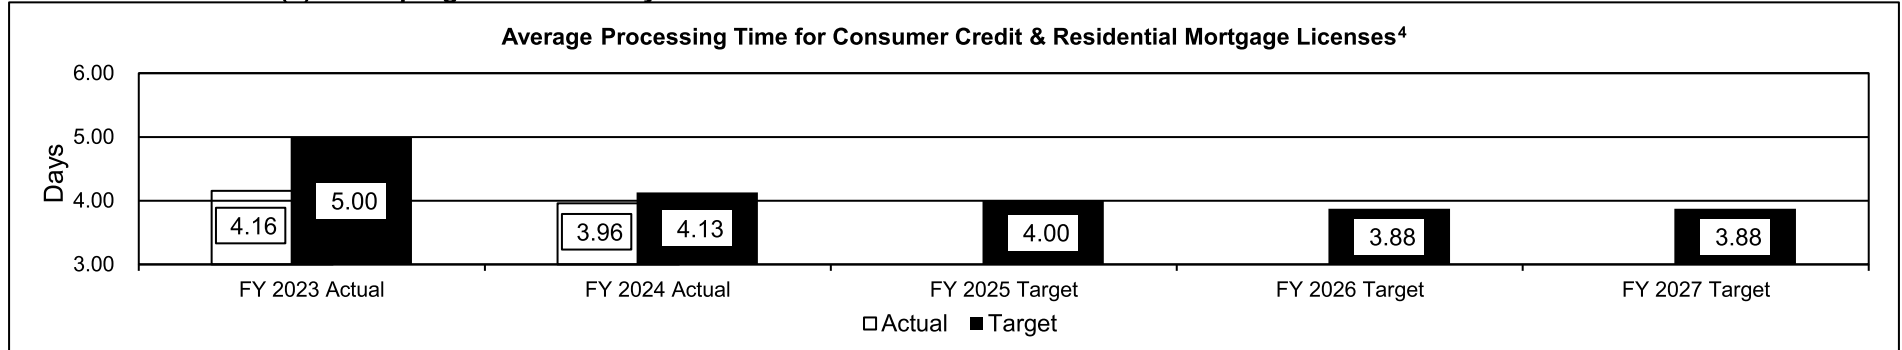 Average Processing Time for Consumer Credit & Residential Mortgage Licenses⁴
6.00
5.00
4.00
3.00
Days
4.16
5.00
3.96
4.13
4.00
3.88
3.88
FY 2023 Actual
FY 2024 Actual
FY 2025 Target
FY 2026 Target
FY 2027 Target
Actual
Target